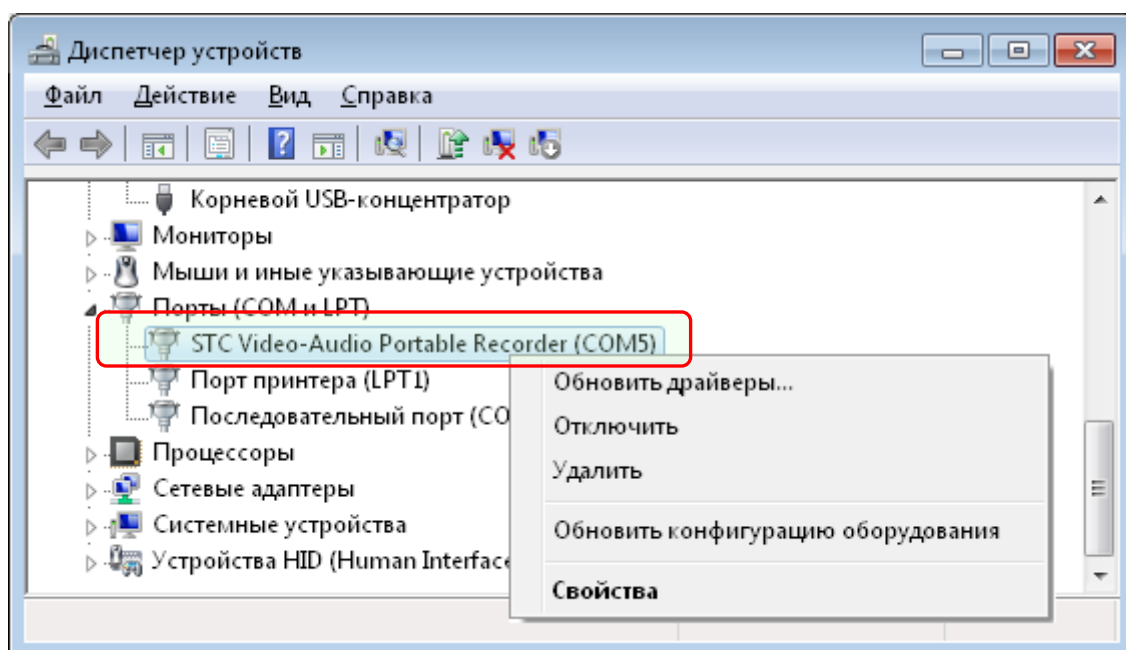 Диспетчер устройств
Файл Действие Вид Справка
Корневой USB-концентратор
Мониторы
Мыши и иные указывающие устройства
Порты (COM и LPT)
STC Video-Audio Portable Recorder (COM5)
Порт принтера (LPT1)
Последовательный порт (CO
Процессоры
Сетевые адаптеры
Системные устройства
Устройства HID (Human Interface
Обновить драйверы...
Отключить
Удалить
Обновить конфигурацию оборудования
Свойства